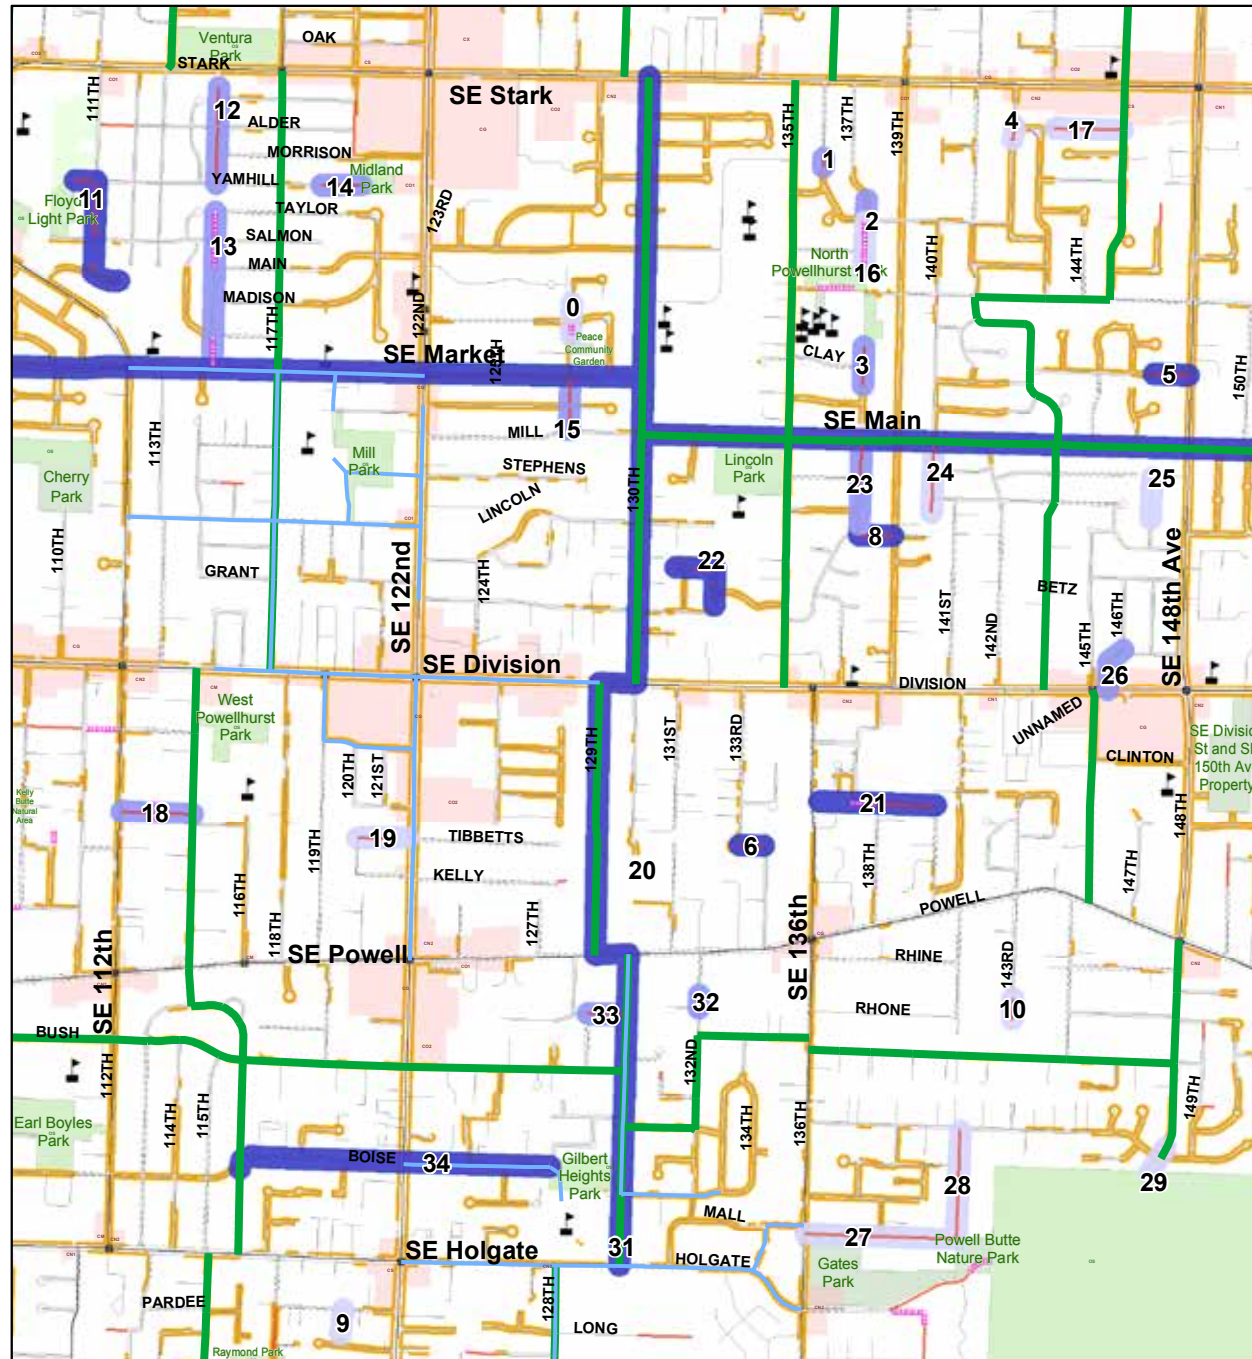 Ventura
Park
OAK
STARK
SE Stark
111TH
12
ALDER
MORRISON
YAMHILL
14
Midland
Park
11
Floyd
Light Park
TAYLOR
13
SALMON
MAIN
MADISON
117TH
123RD
122ND
125TH
0
Peace
Community
Garden
SE Market
135TH
137TH
139TH
1
2
4
17
North
Powellhurst Park
16
140TH
144TH
CLAY
3
5
150TH
SE Main
15
MILL
STEPHENS
LINCOLN
130TH
Lincoln
Park
23
24
25
8
113TH
Mill
Park
Cherry
Park
110TH
GRANT
SE 122nd
124TH
22
141ST
142ND
BETZ
145TH
146TH
SE 148th Ave
SE Division
DIVISION
26
UNNAMED
CLINTON
SE Divisio
St and SE
150th Ave
Property
West
Powellhurst
Park
Kelly
Butte
Natural
Area
18
120TH
121ST
19
TIBBETTS
KELLY
129TH
131ST
133RD
20
6
21
138TH
148TH
147TH
116TH
118TH
119TH
127TH
POWELL
SE 112th
SE Powell
SE 136th
RHINE
143RD
RHONE
10
33
32
BUSH
112TH
114TH
115TH
132ND
134TH
136TH
149TH
Earl Boyles
Park
BOISE
34
Gilbert
Heights
Park
28
29
MALL
27
Powell Butte
Nature Park
SE Holgate
31
HOLGATE
Gates
Park
PARDEE
9
128TH
LONG
Raymond Park